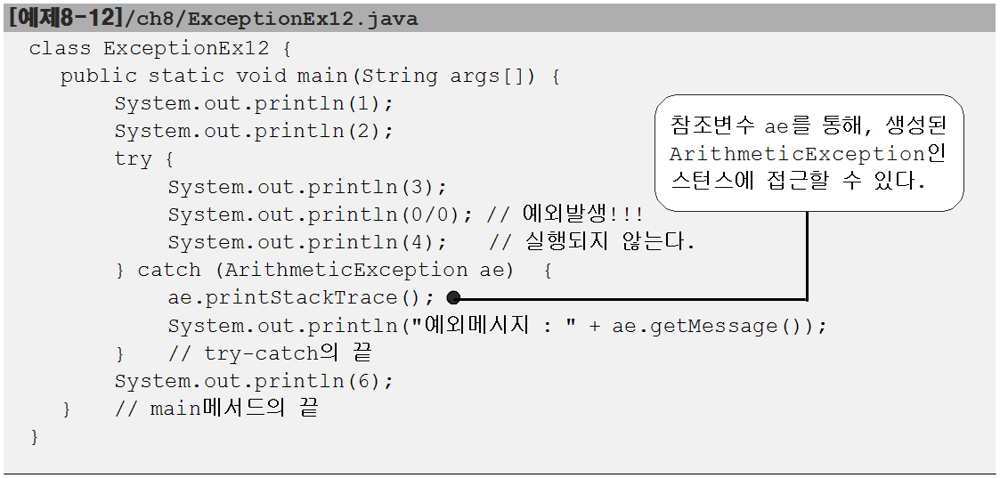 [예제8-12]/ch8/ExceptionEx12.java
class ExceptionEx12 {
public static void main(String args[]) {
System.out.println(1);
System.out.println(2);
try {
System.out.println(3);
System.out.println(0/0); // 예외발생!!!
System.out.println(4);   // 실행되지 않는다.
} catch (ArithmeticException ae)  {
ae.printStackTrace();
System.out.println("예외메시지 : " + ae.getMessage());
}   // try-catch의 끝
System.out.println(6);
}   // main메서드의 끝
}
참조변수 ae를 통해, 생성된
ArithmeticException인
스턴스에 접근할 수 있다.